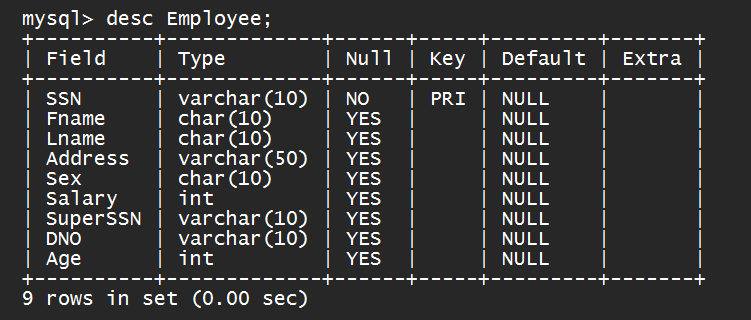 mysql> desc Employee;
+----------+-------------+------+-----+---------+-------+
| Field    | Type        | Null | Key | Default | Extra |
+----------+-------------+------+-----+---------+-------+
| SSN      | varchar(10) | NO   | PRI | NULL    |       |
| Fname    | char(10)    | YES  |     | NULL    |       |
| Lname    | char(10)    | YES  |     | NULL    |       |
| Address  | varchar(50) | YES  |     | NULL    |       |
| Sex      | char(10)    | YES  |     | NULL    |       |
| Salary   | int         | YES  |     | NULL    |       |
| SuperSSN | varchar(10) | YES  |     | NULL    |       |
| DNO      | varchar(10) | YES  |     | NULL    |       |
| Age      | int         | YES  |     | NULL    |       |
+----------+-------------+------+-----+---------+-------+
9 rows in set (0.00 sec)